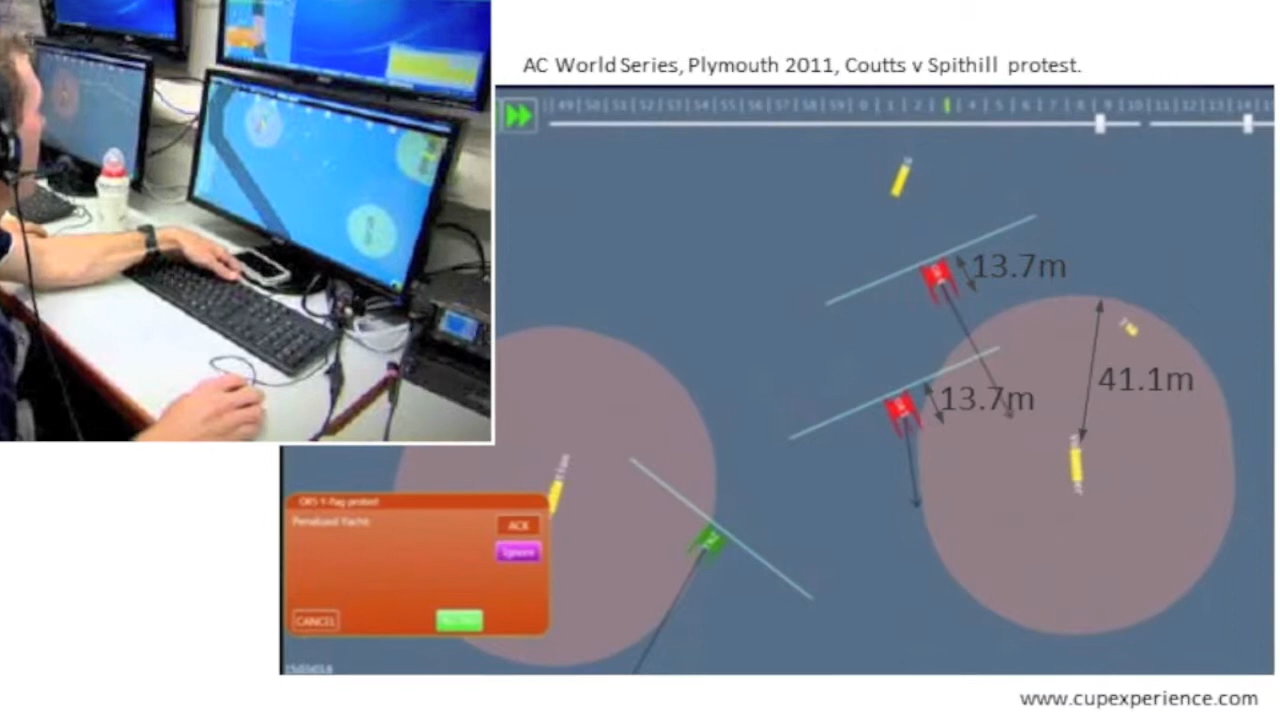 AC World Series, Plymouth 2011, Coutts v Spithill protest.
|49|50|51|52|53|54|55|56|57|58|59| 0 | 1 | 2 | | 4 | 5 | 6 | 7 | 8 | 9 |10|11|12|13|14|
13.7m
13.7m
41.1m
Y-flag protest
Penalised Yacht:
ACK
Ignore
CANCEL
www.cupexperience.com